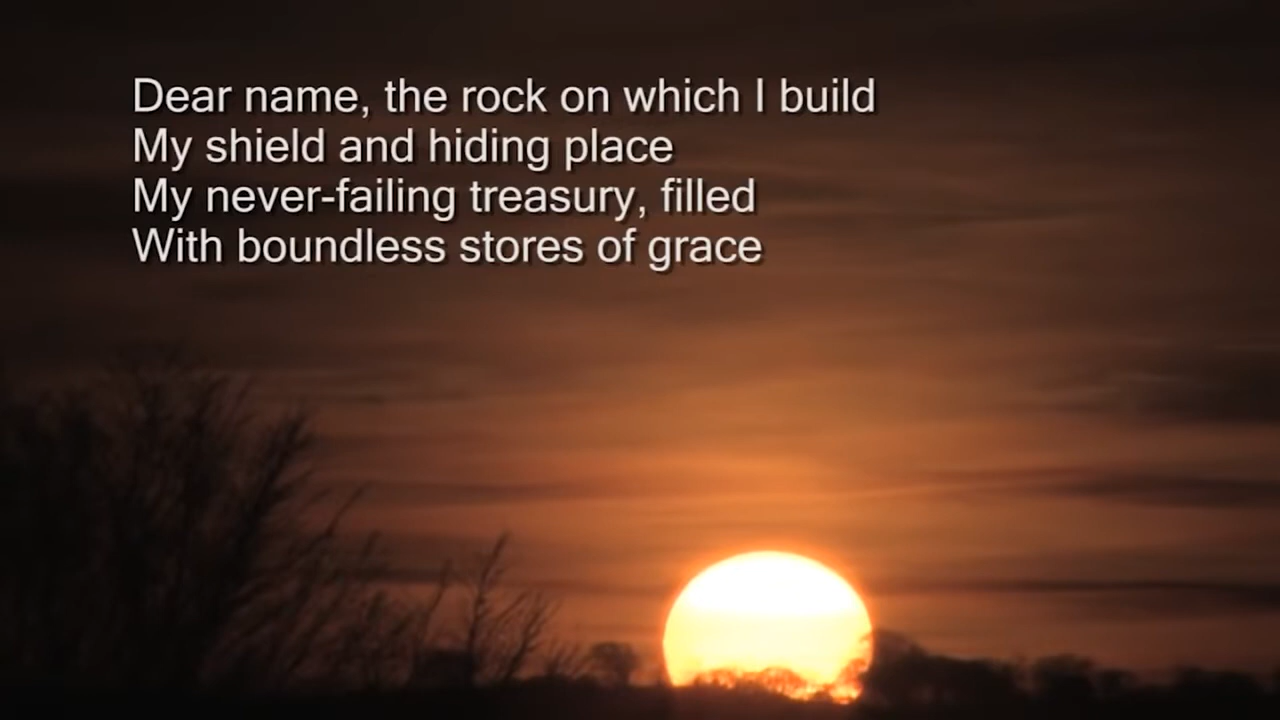 Dear name, the rock on which I build
My shield and hiding place
My never-failing treasury, filled
With boundless stores of grace